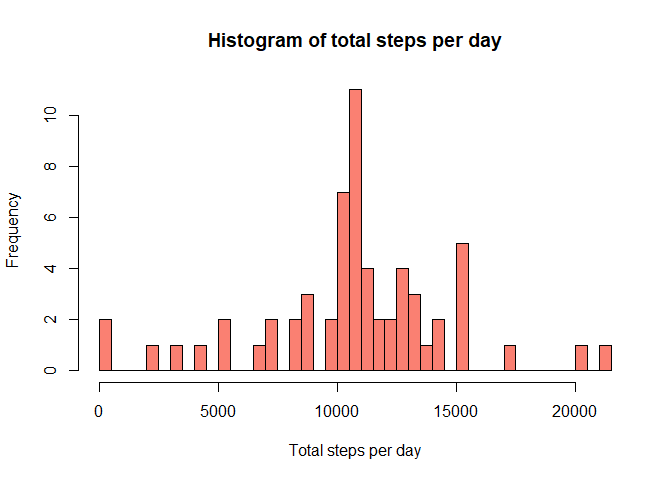 Histogram of total steps per day
Frequency
10
8
6
4
2
0
0 5000 10000 15000 20000
Total steps per day